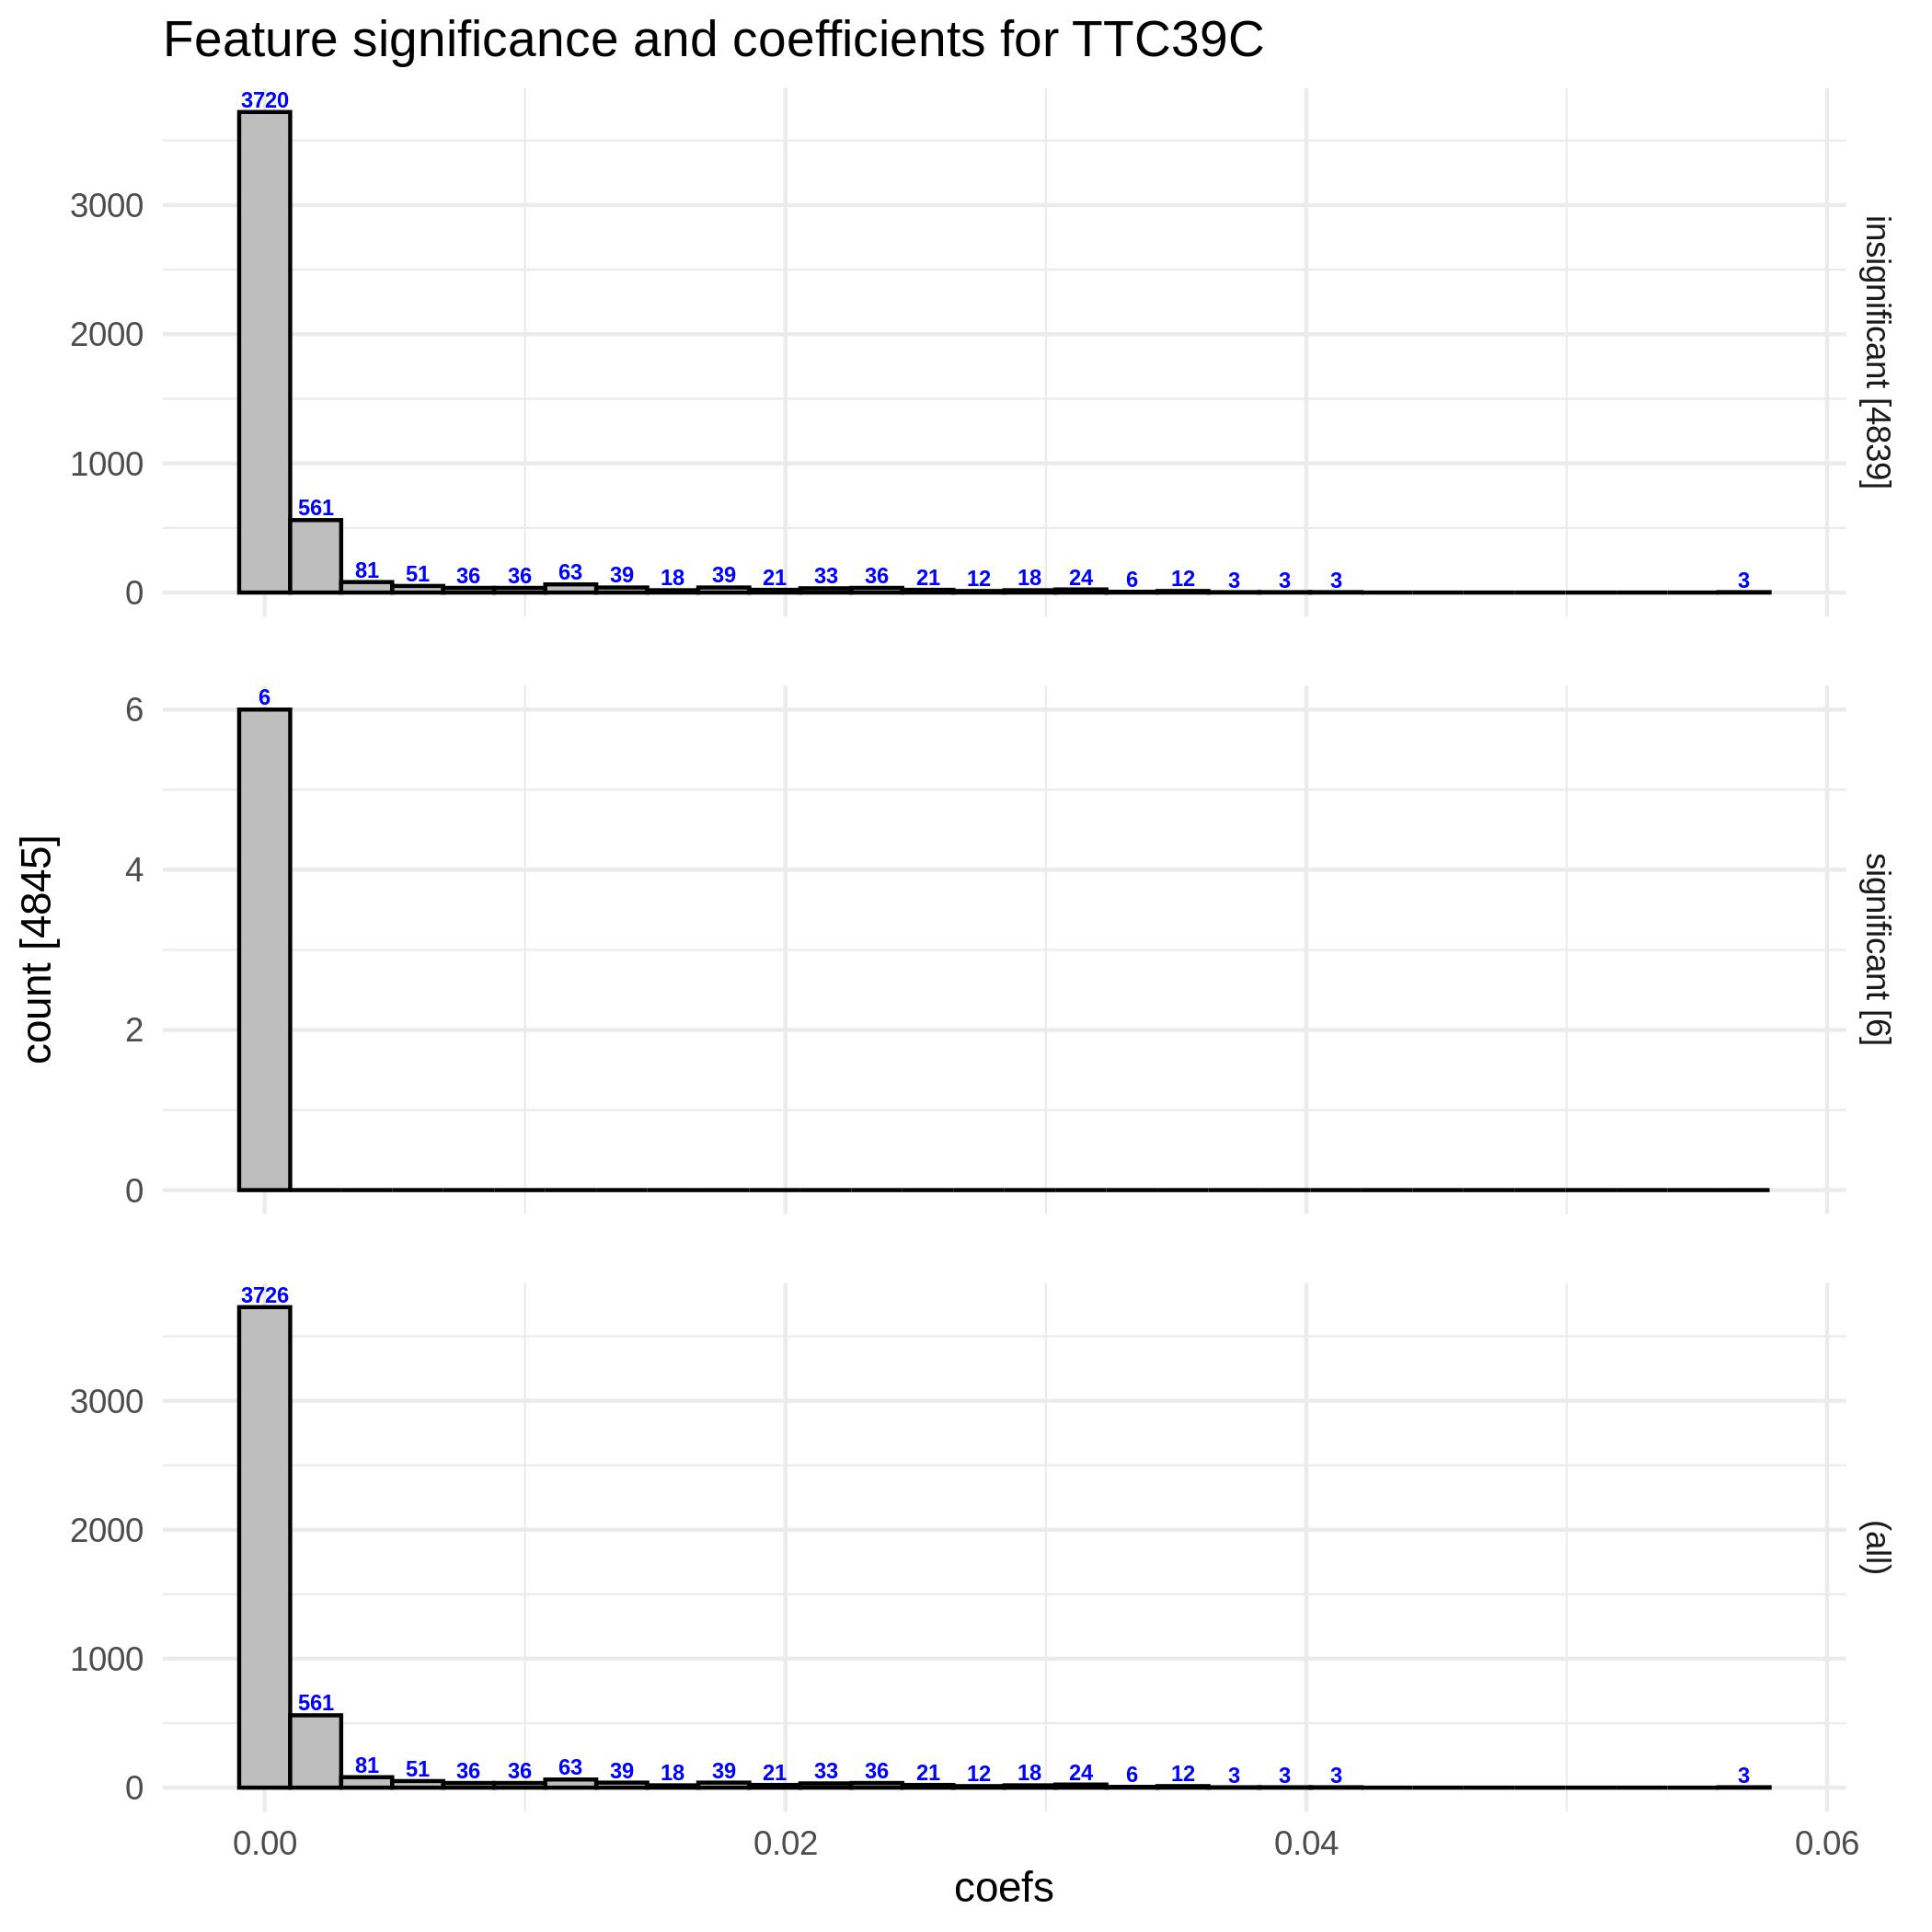 Feature significance and coefficients for TTC39C
count [4845]
3720
3000
2000
1000
0
561
81 51 36 36 63 39 18 39 21 33 36 21 12 18 24 6 12 3 3 3 3
insignificant [4839]
6
6
4
2
0
significant [6]
3726
3000
2000
1000
0
561
81 51 36 36 63 39 18 39 21 33 36 21 12 18 24 6 12 3 3 3 3
(all)
0.00 0.02 0.04 0.06
coefs